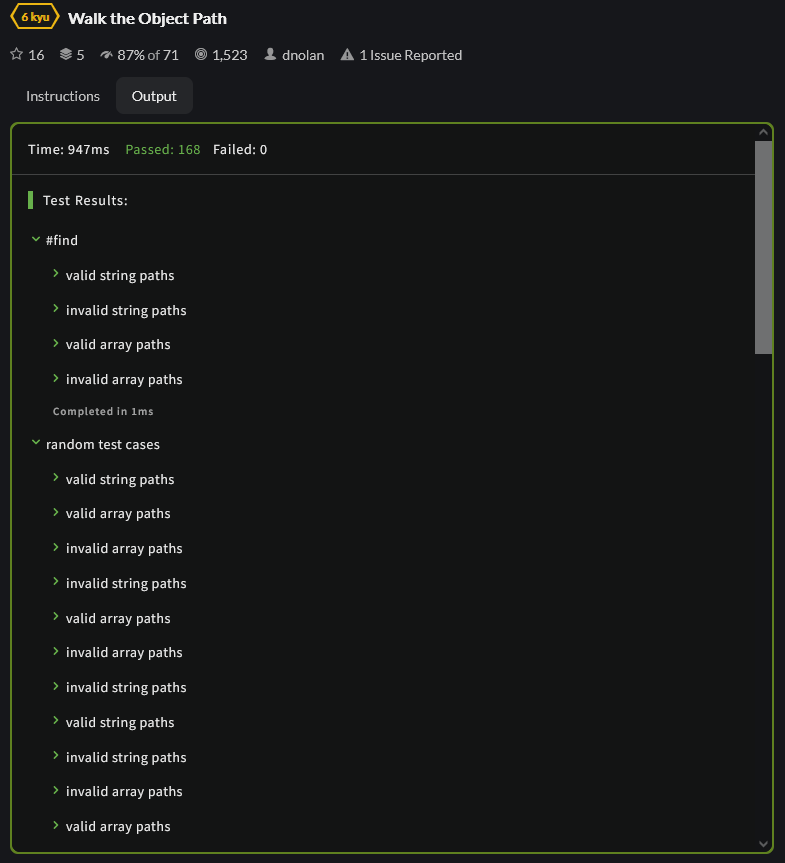 6 kyu Walk the Object Path
16 5 87% of 71 1,523 dnolan 1 Issue Reported
Instructions Output
Time: 947ms Passed: 168 Failed: 0
Test Results:
#find
valid string paths
invalid string paths
valid array paths
invalid array paths
Completed in 1ms
random test cases
valid string paths
valid array paths
invalid array paths
invalid string paths
valid array paths
invalid array paths
invalid string paths
valid string paths
invalid string paths
invalid array paths
valid array paths